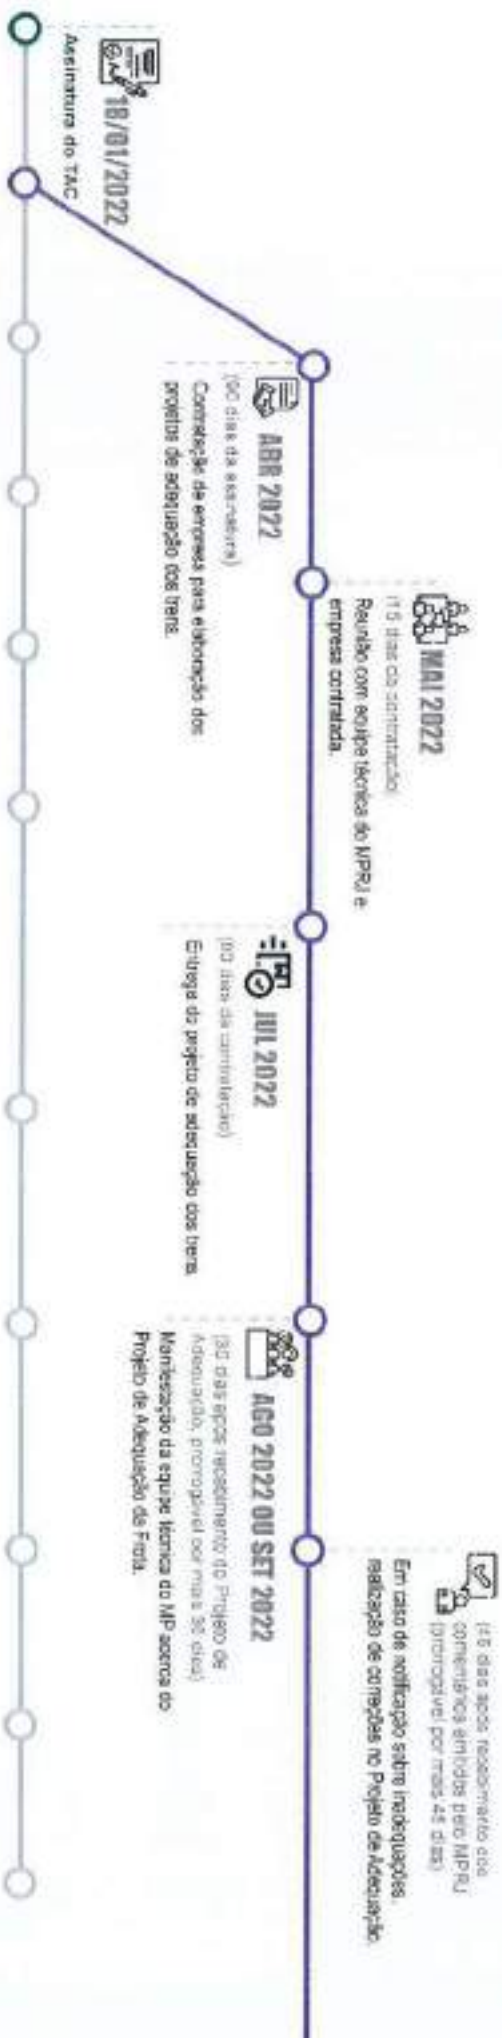 18/01/2022
Assinatura do TAC
ABR 2022
(90 dias da assinatura)
Contratação de empresa para elaboração dos
projetos de adequação dos trens.
MAI 2022
(15 dias da contratação)
Reunião com equipe técnica do MPRJ e
empresa contratada.
JUL 2022
dias da contratação)
Entrega do projeto de adequação dos trens.
AGO 2022 OU SET 2022
(30 dias após recebimento do Projeto de
Adequação, prorrogável por mais 30 dias)
Manifestação da equipe técnica do MP acerca do
Projeto de Adequação da Frota.
(45 dias após recebimento dos
comentários emitidos pelo MPRJ
(prorrogável por mais 45 dias)
Em caso de notificação sobre inadequações,
realização de correções no Projeto de Adequação.